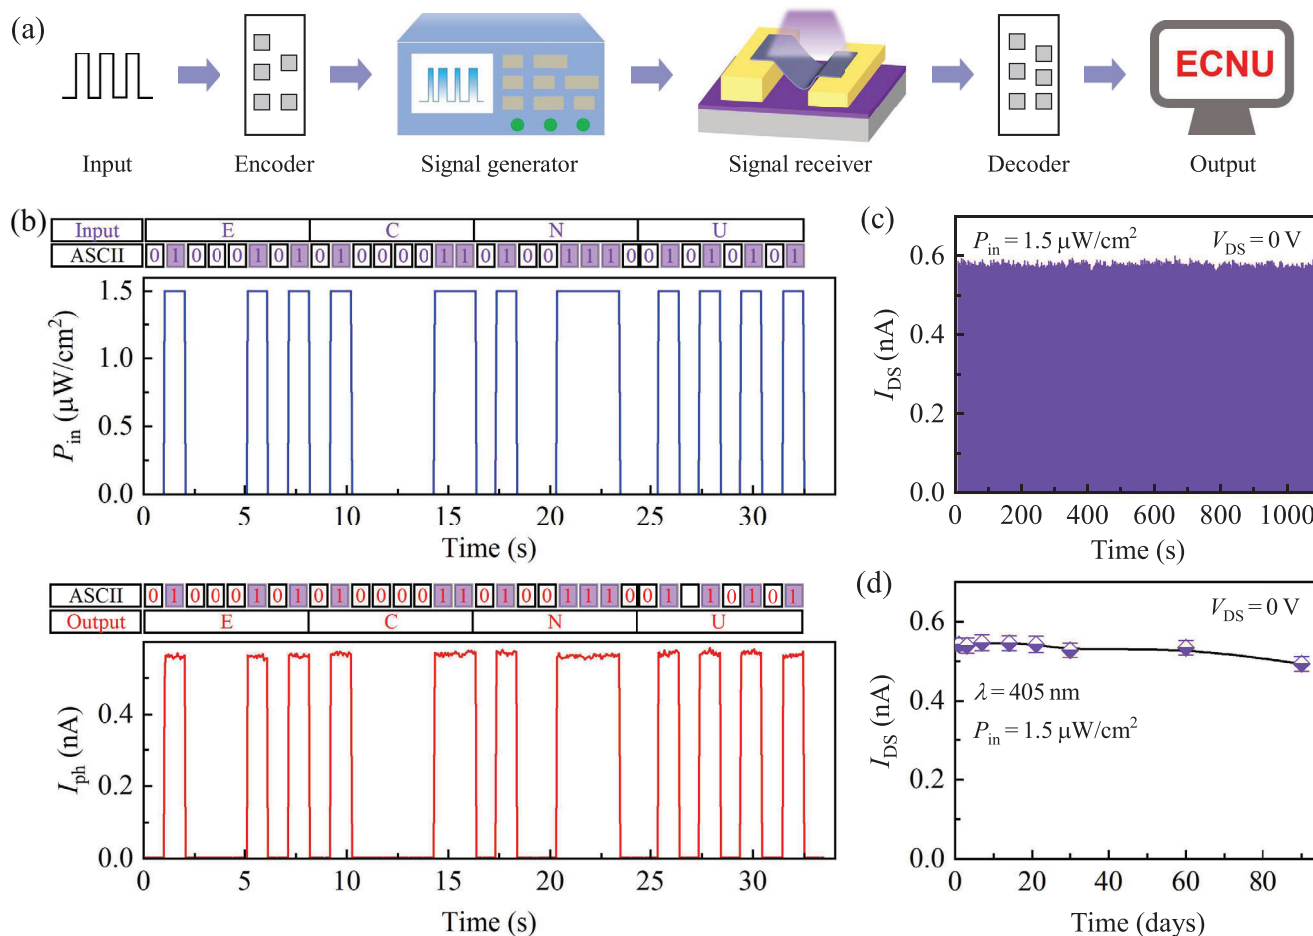 (a)
ECNU
Input
Encoder
Signal generator
Signal receiver
Decoder
Output
(b)
Input E C N U
ASCII 0 1 0 0 0 1 0 1 0 1 0 0 0 0 1 1 0 1 0 0 1 1 1 0 0 1 0 1 0 1 0 1
1.5
1.0
0.5
0.0
P_in (μW/cm²)
0 5 10 15 20 25 30
Time (s)
ASCII 0 1 0 0 0 1 0 1 0 1 0 0 0 0 1 1 0 1 0 0 1 1 1 0 0 1 1 0 1 0 1
Output E C N U
0.4
0.2
0.0
I_ph (nA)
0 5 10 15 20 25 30
Time (s)
(c)
P_in = 1.5 μW/cm² V_DS = 0 V
0.6
0.4
0.2
0.0
I_DS (nA)
0 200 400 600 800 1000
Time (s)
(d)
V_DS = 0 V
λ = 405 nm
P_in = 1.5 μW/cm²
0.6
0.4
0.2
0.0
I_DS (nA)
0 20 40 60 80
Time (days)